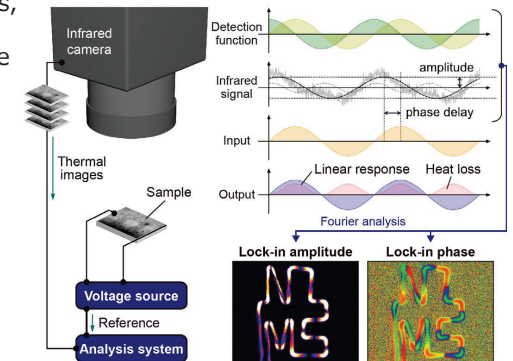 s,
e
Infrared
camera
Thermal
images
Sample
Voltage source
Reference
Analysis system
Detection
function
Infrared
signal
amplitude
phase delay
Input
Output
Linear response
Heat loss
Fourier analysis
Lock-in amplitude
Lock-in phase